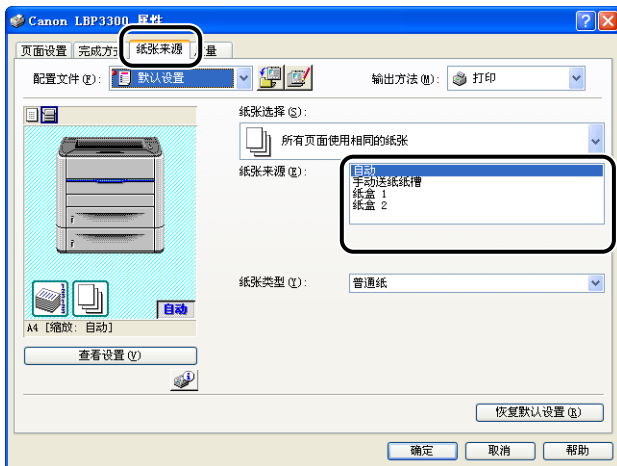 Canon LBP3300 属性
页面设置 完成方 纸张来源 量
配置文件(F): 默认设置 输出方法(M): 打印
纸张选择(S):
所有页面使用相同的纸张
纸张来源(E):
自动
手动送纸纸槽
纸盒 1
纸盒 2
纸张类型(Y): 普通纸
自动
A4 [缩放: 自动]
查看设置(V)
恢复默认设置(R)
确定 取消 帮助